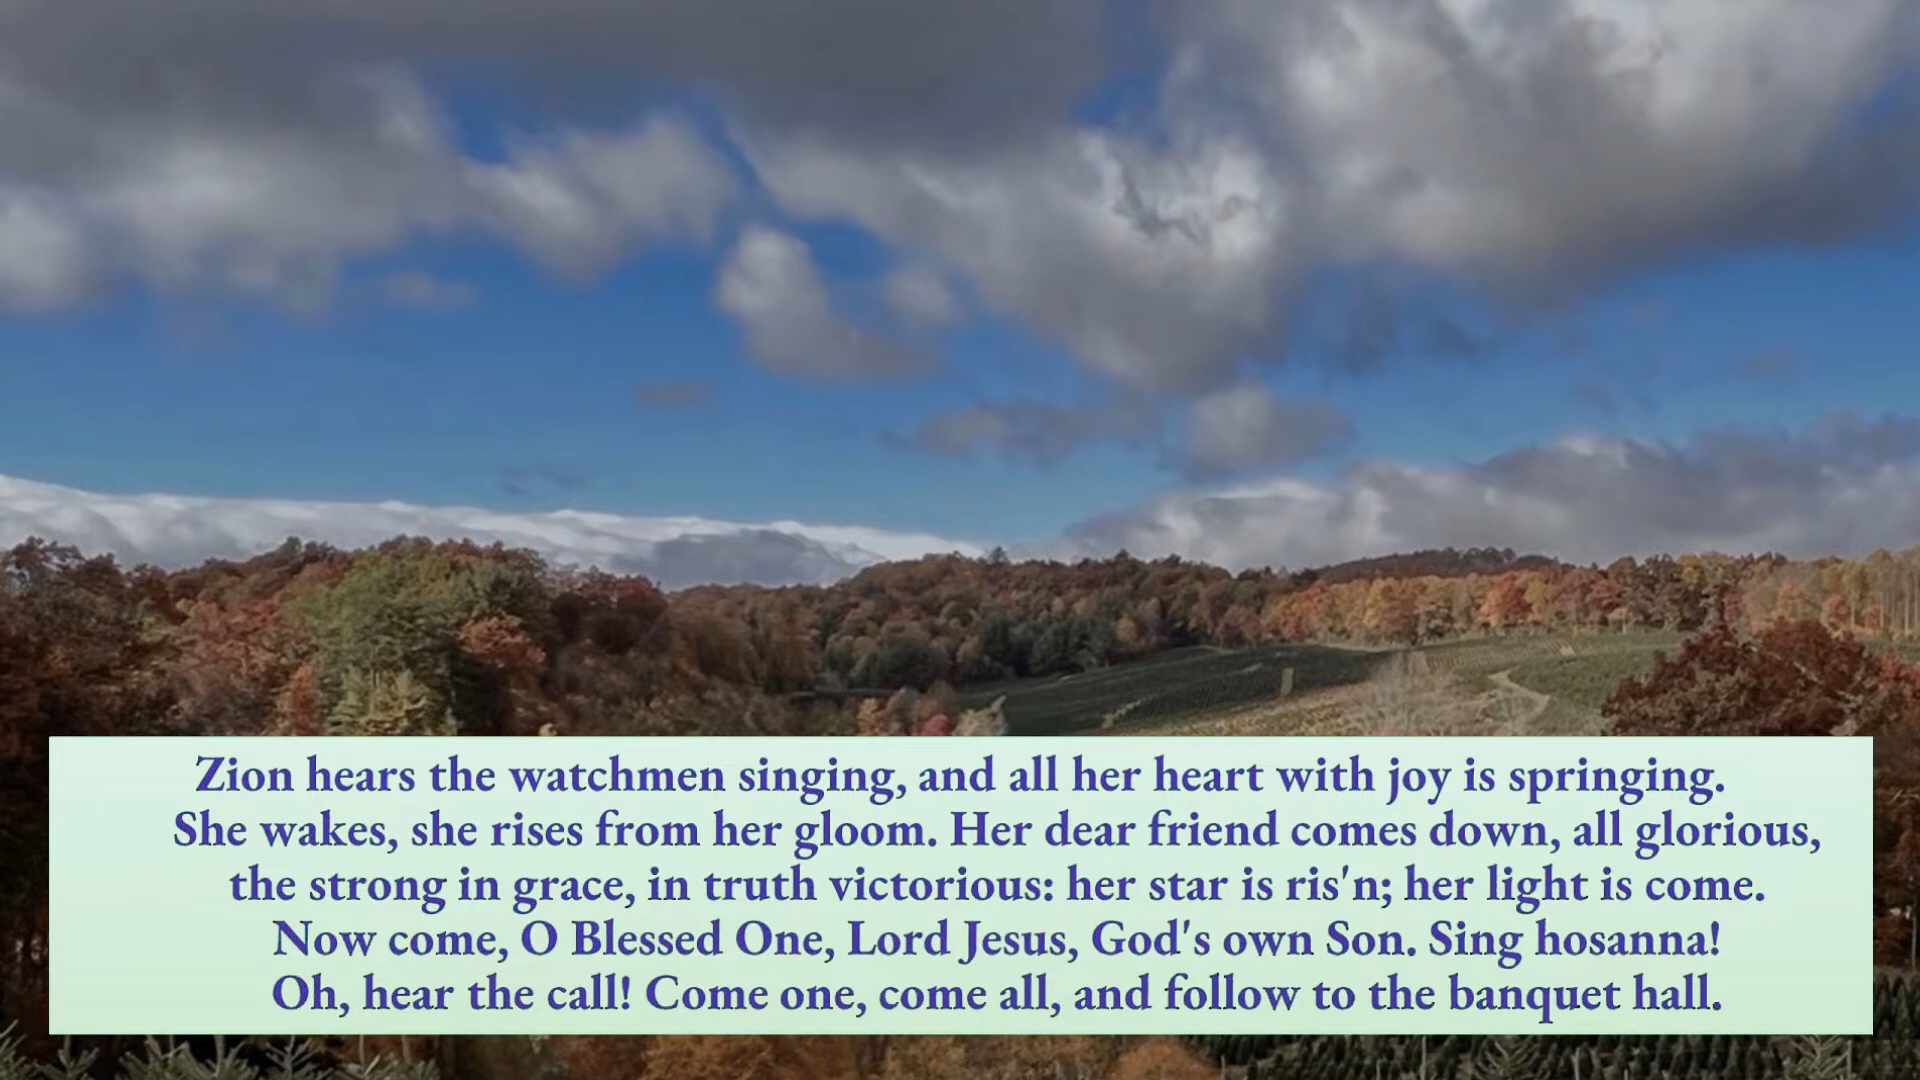 Zion hears the watchmen singing, and all her heart with joy is springing.
She wakes, she rises from her gloom. Her dear friend comes down, all glorious,
the strong in grace, in truth victorious: her star is ris'n; her light is come.
Now come, O Blessed One, Lord Jesus, God's own Son. Sing hosanna!
Oh, hear the call! Come one, come all, and follow to the banquet hall.